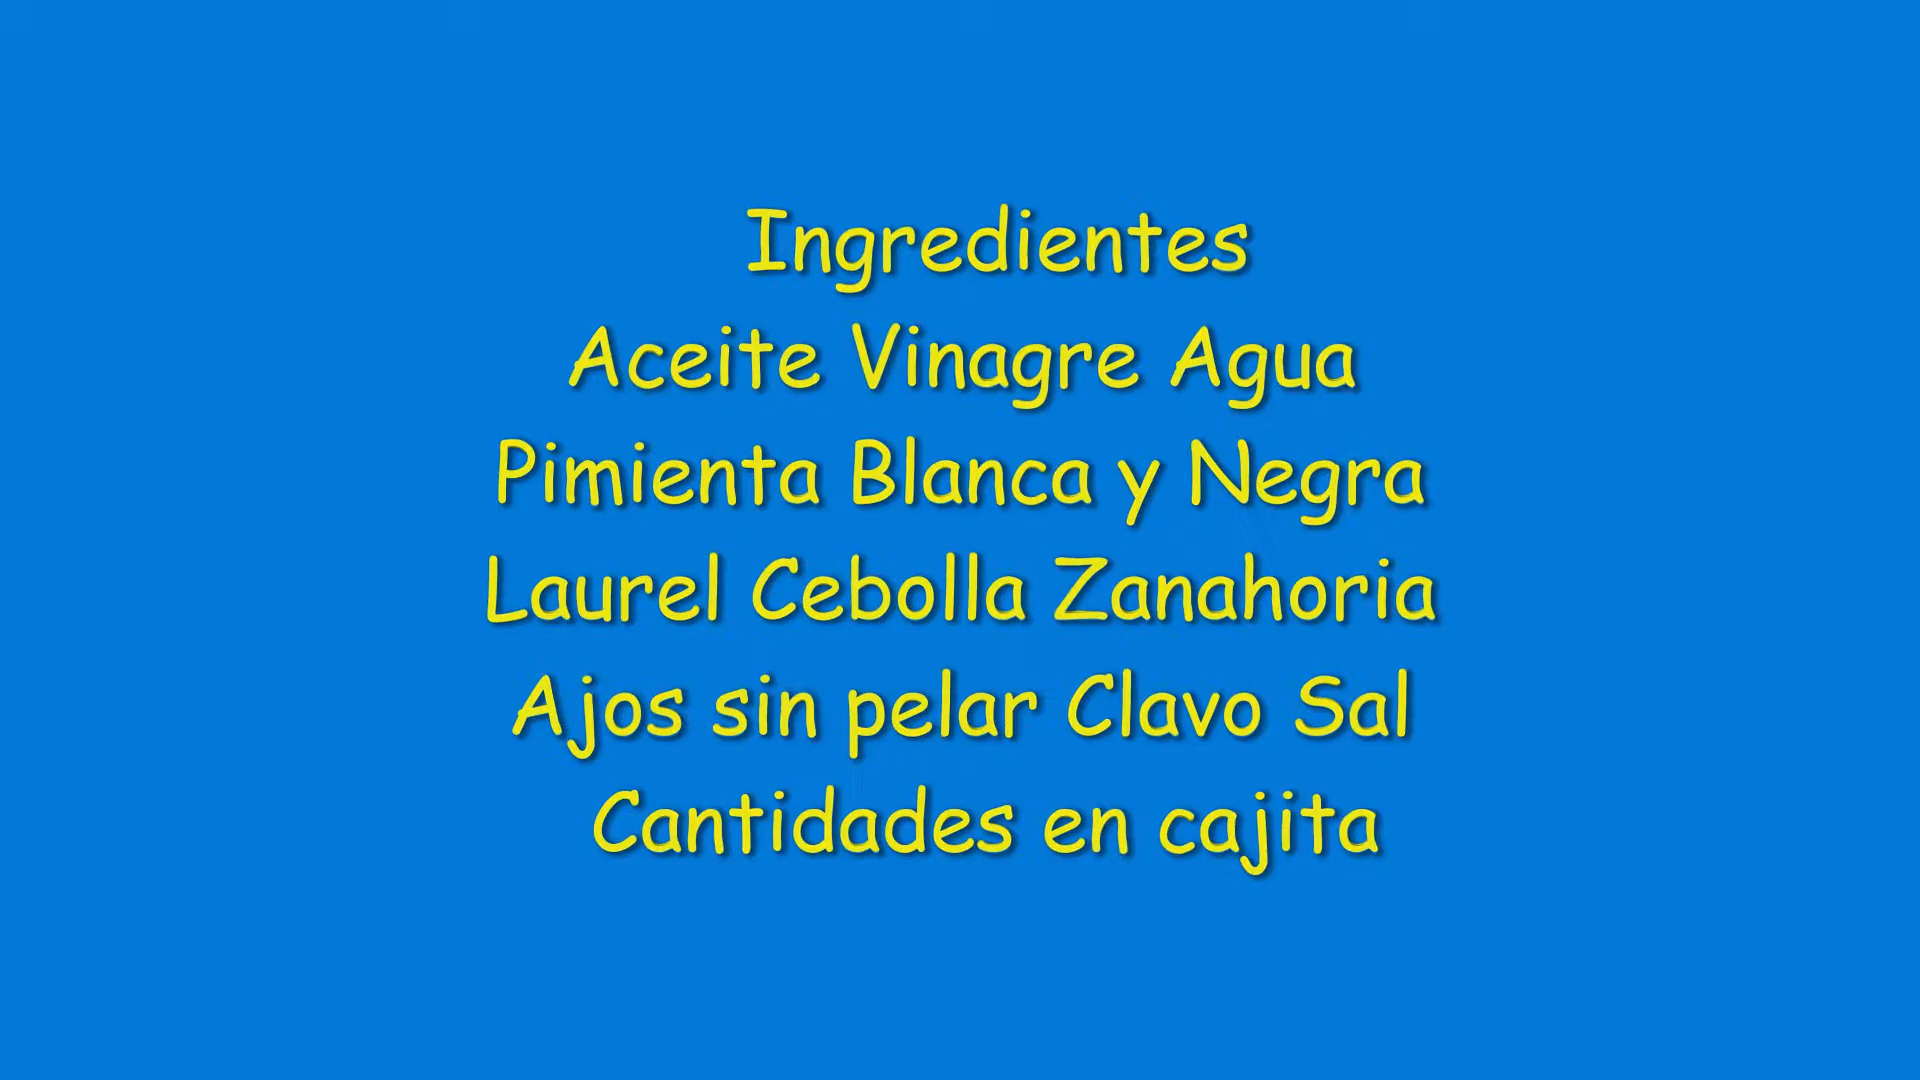 Ingredientes
Aceite Vinagre Agua
Pimienta Blanca y Negra
Laurel Cebolla Zanahoria
Ajos sin pelar Clavo Sal
Cantidades en cajita